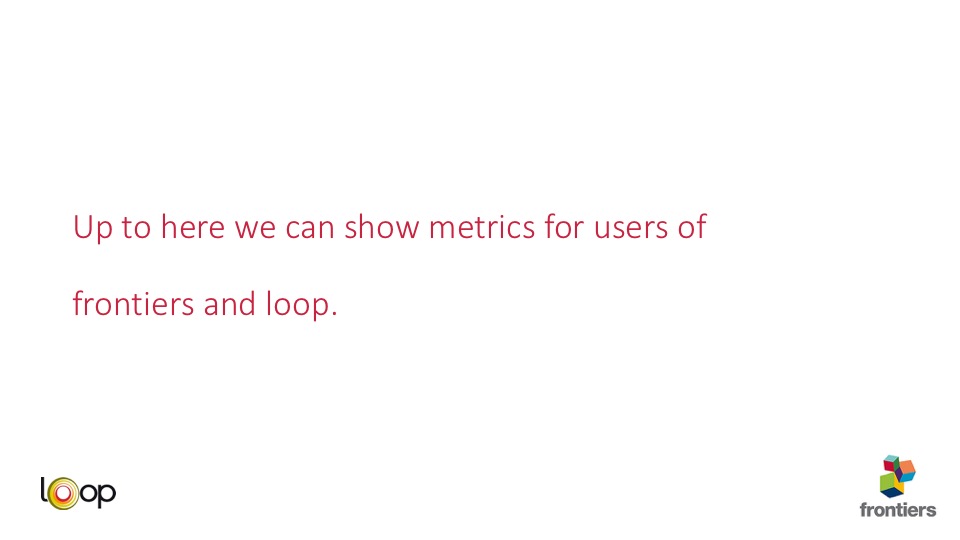 Up to here we can show metrics for users of
frontiers and loop.
loop
frontiers